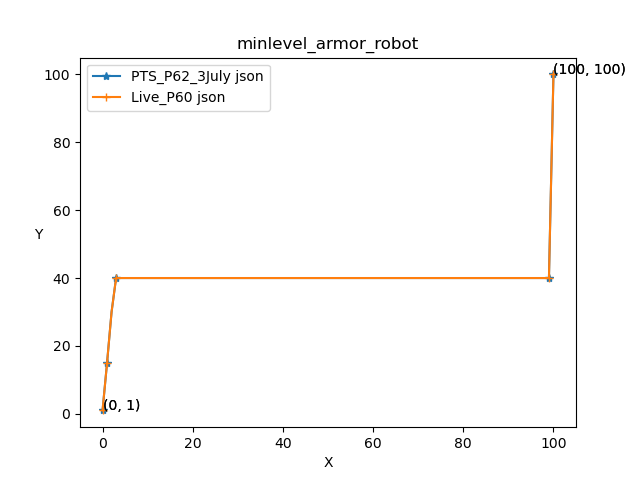 minlevel_armor_robot
PTS_P62_3July json
Live_P60 json
(100, 100)
100
80
60
Y
40
20
0
(0, 1)
0 20 40 60 80 100
X